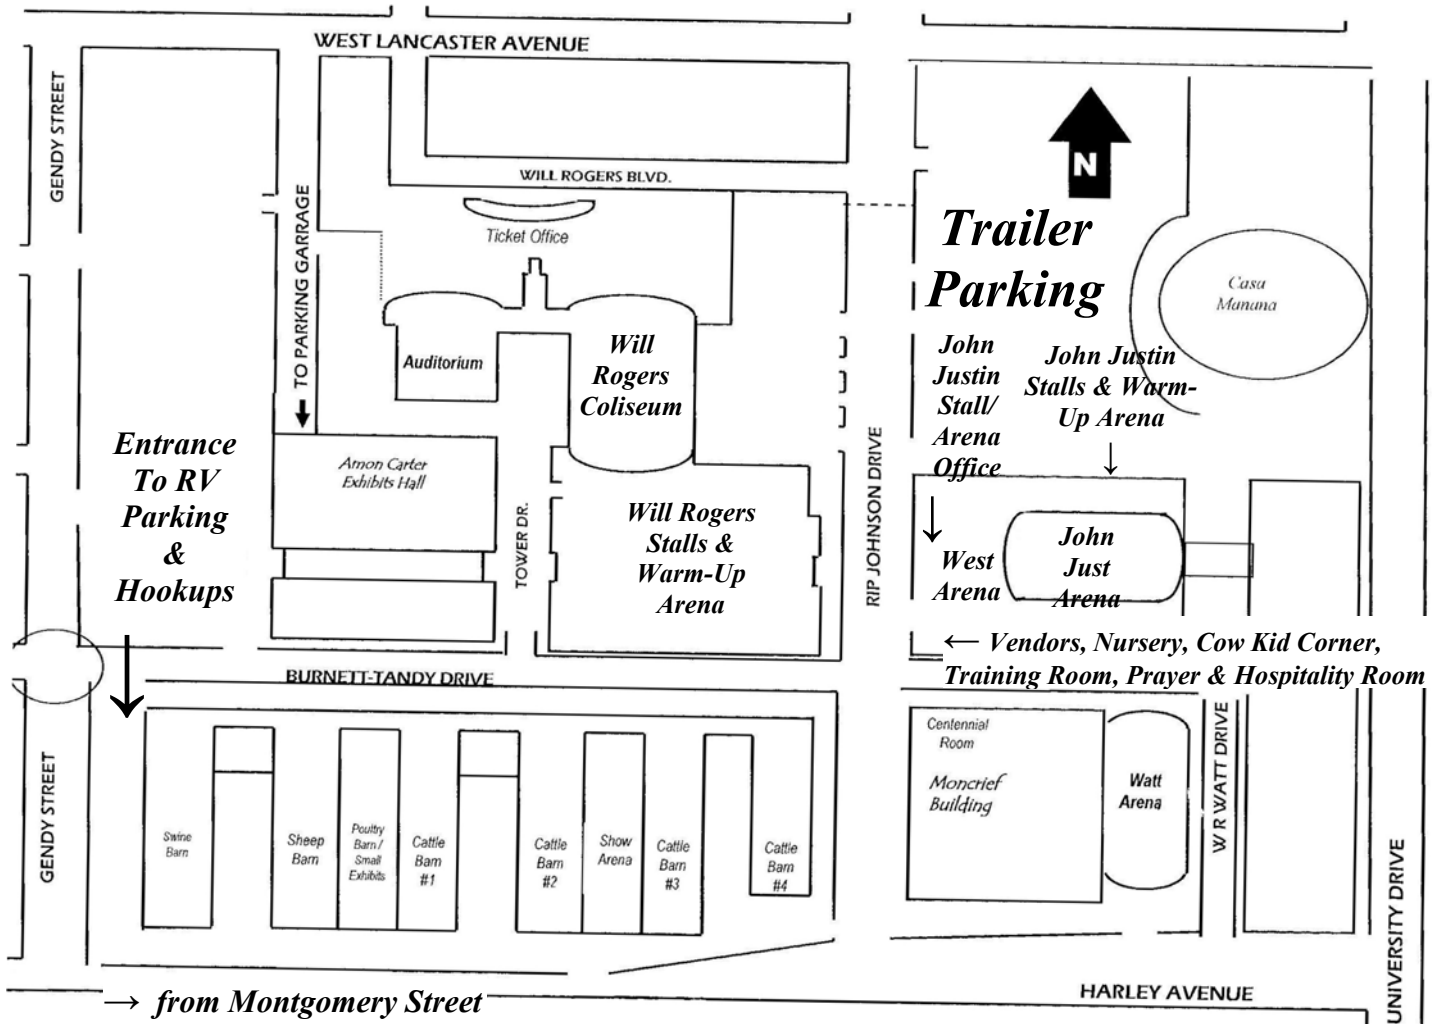 WEST LANCASTER AVENUE
GENDY STREET
WILL ROGERS BLVD.
N
Ticket Office
TO PARKING GARRAGE
Trailer
Parking
Casa
Manana
Auditorium
Will
Rogers
Coliseum
John
Justin
Stall/
Arena
Office
John Justin
Stalls & Warm-
Up Arena
Entrance
To RV
Parking
&
Hookups
Amon Carter
Exhibits Hall
TOWER DR.
Will Rogers
Stalls &
Warm-Up
Arena
RIP JOHNSON DRIVE
West
Arena
John
Just
Arena
← Vendors, Nursery, Cow Kid Corner,
Training Room, Prayer & Hospitality Room
BURNETT-TANDY DRIVE
GENDY STREET
Swine
Barn
Sheep
Barn
Poultry
Barn /
Small
Exhibits
Cattle
Barn
#1
Cattle
Barn
#2
Show
Arena
Cattle
Barn
#3
Cattle
Barn
#4
Centennial
Room
Moncrief
Building
Watt
Arena
W R WATT DRIVE
UNIVERSITY DRIVE
→ from Montgomery Street
HARLEY AVENUE